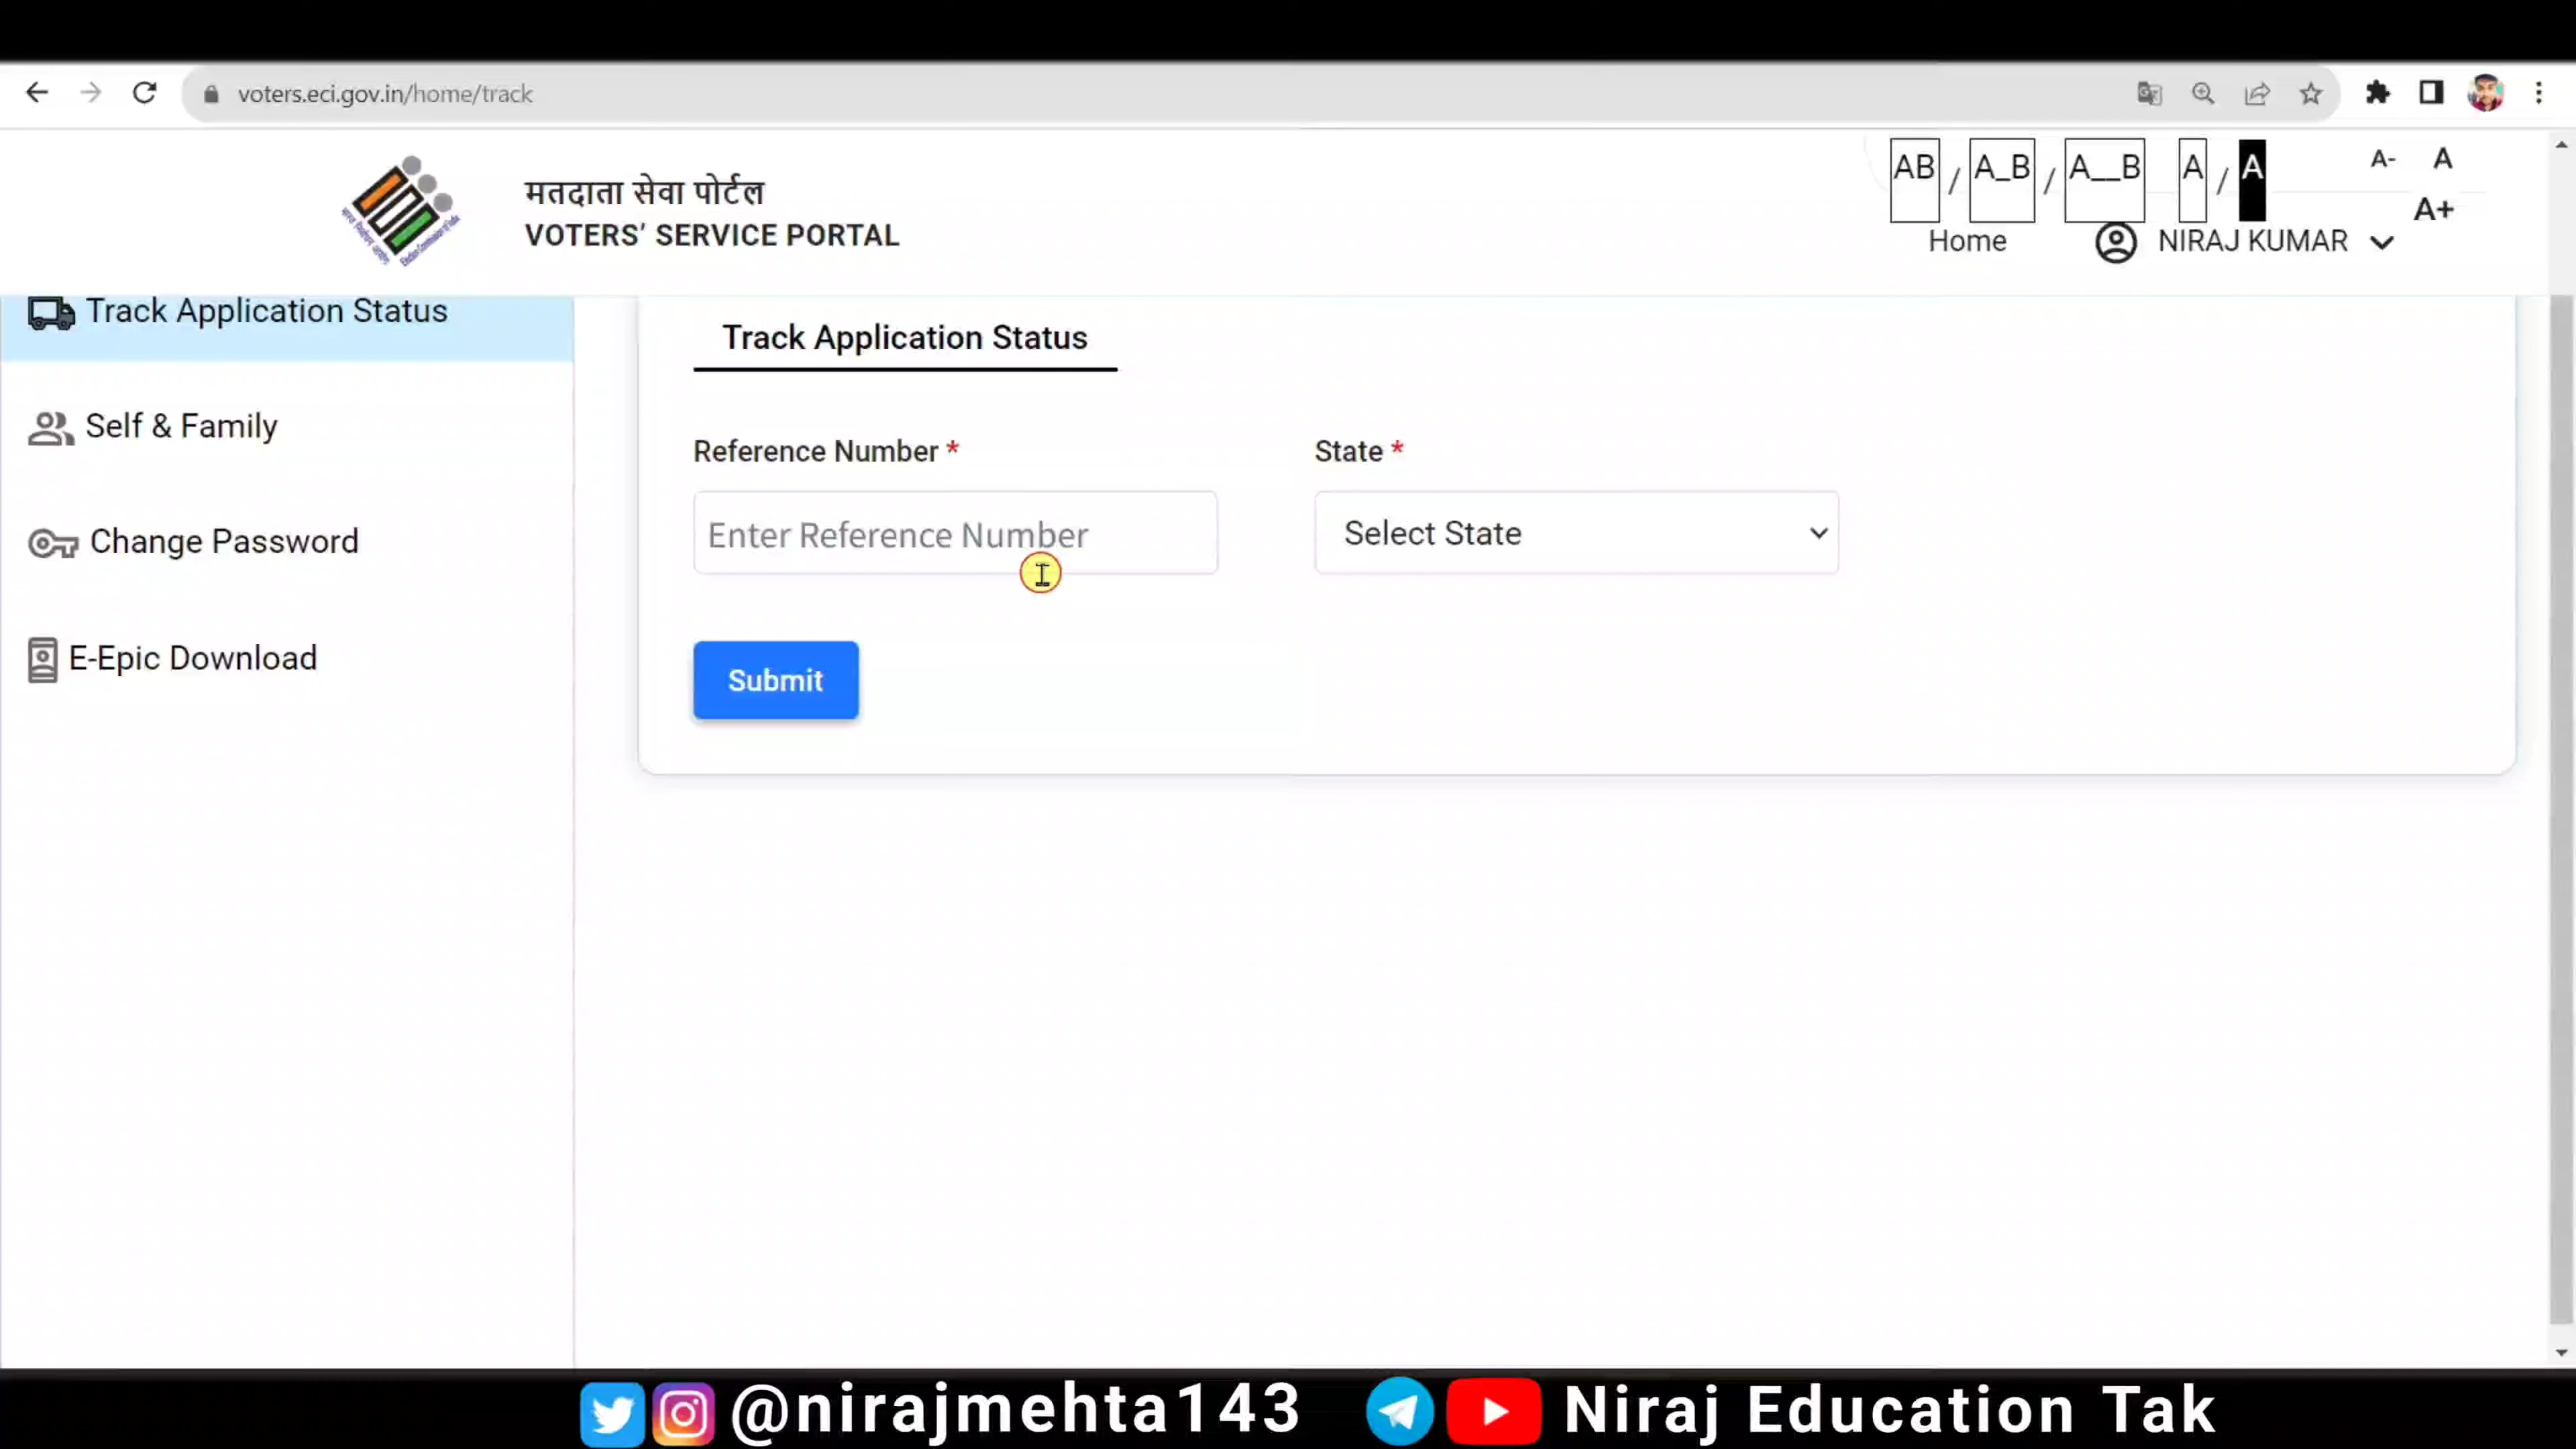 voters.eci.gov.in/home/track
AB / A_B / A__B A / A A- A A+
मतदाता सेवा पोर्टल
VOTERS’ SERVICE PORTAL
Home NIRAJ KUMAR
Track Application Status
Self & Family
Change Password
E-Epic Download
Track Application Status
Reference Number * State *
Enter Reference Number Select State
Submit
@nirajmehta143 Niraj Education Tak